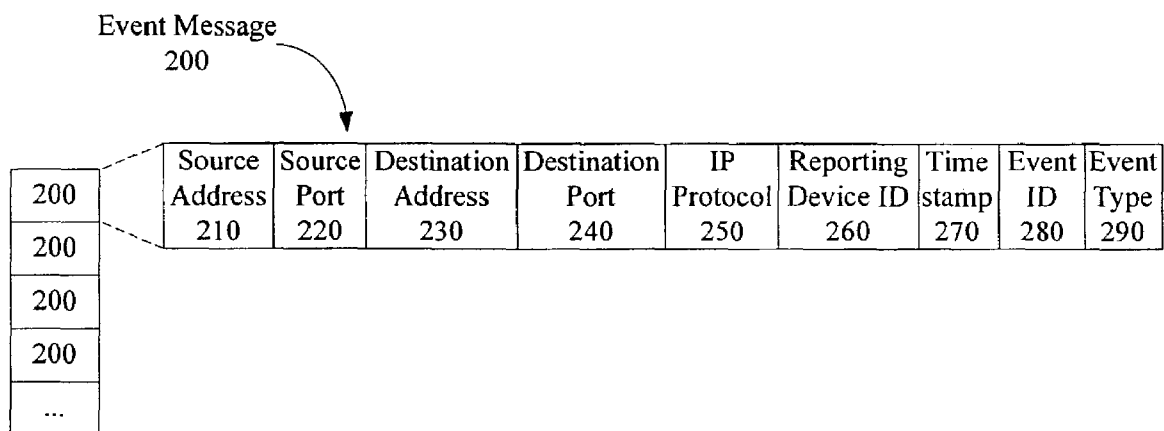 Event Message
200
Source Source Destination Destination IP Reporting Time Event Event
Address Port Address Port Protocol Device ID stamp ID Type
210 220 230 240 250 260 270 280 290
200
200
200
200
...